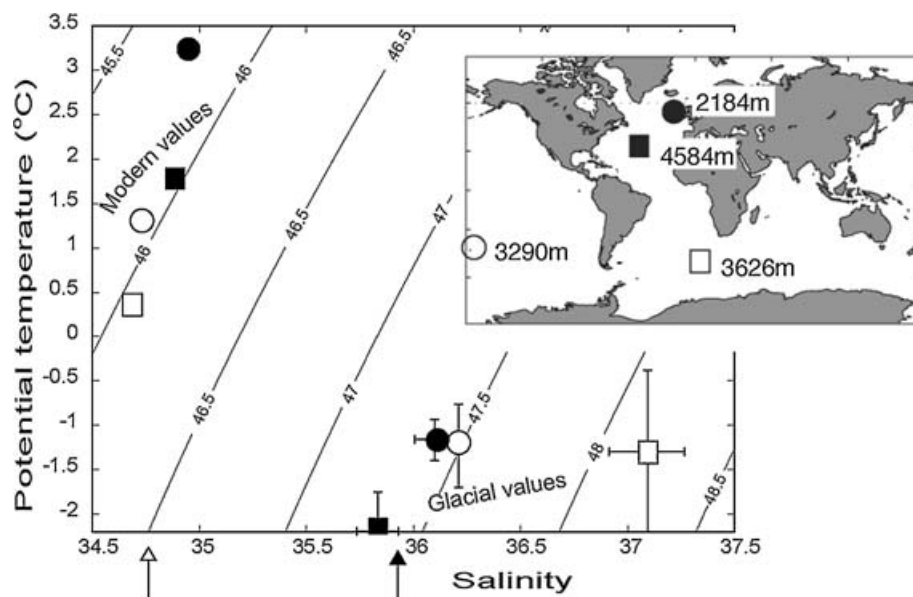 3.5
3
2.5
2
1.5
1
0.5
0
-0.5
-1
-1.5
-2
Potential temperature (°C)
45.5
46
46.5
Modern values
46
46.5
47
47
46.5
47.5
48
48.5
Glacial values
34.5 35 35.5 36 36.5 37 37.5
Salinity
2184m
4584m
3290m
3626m